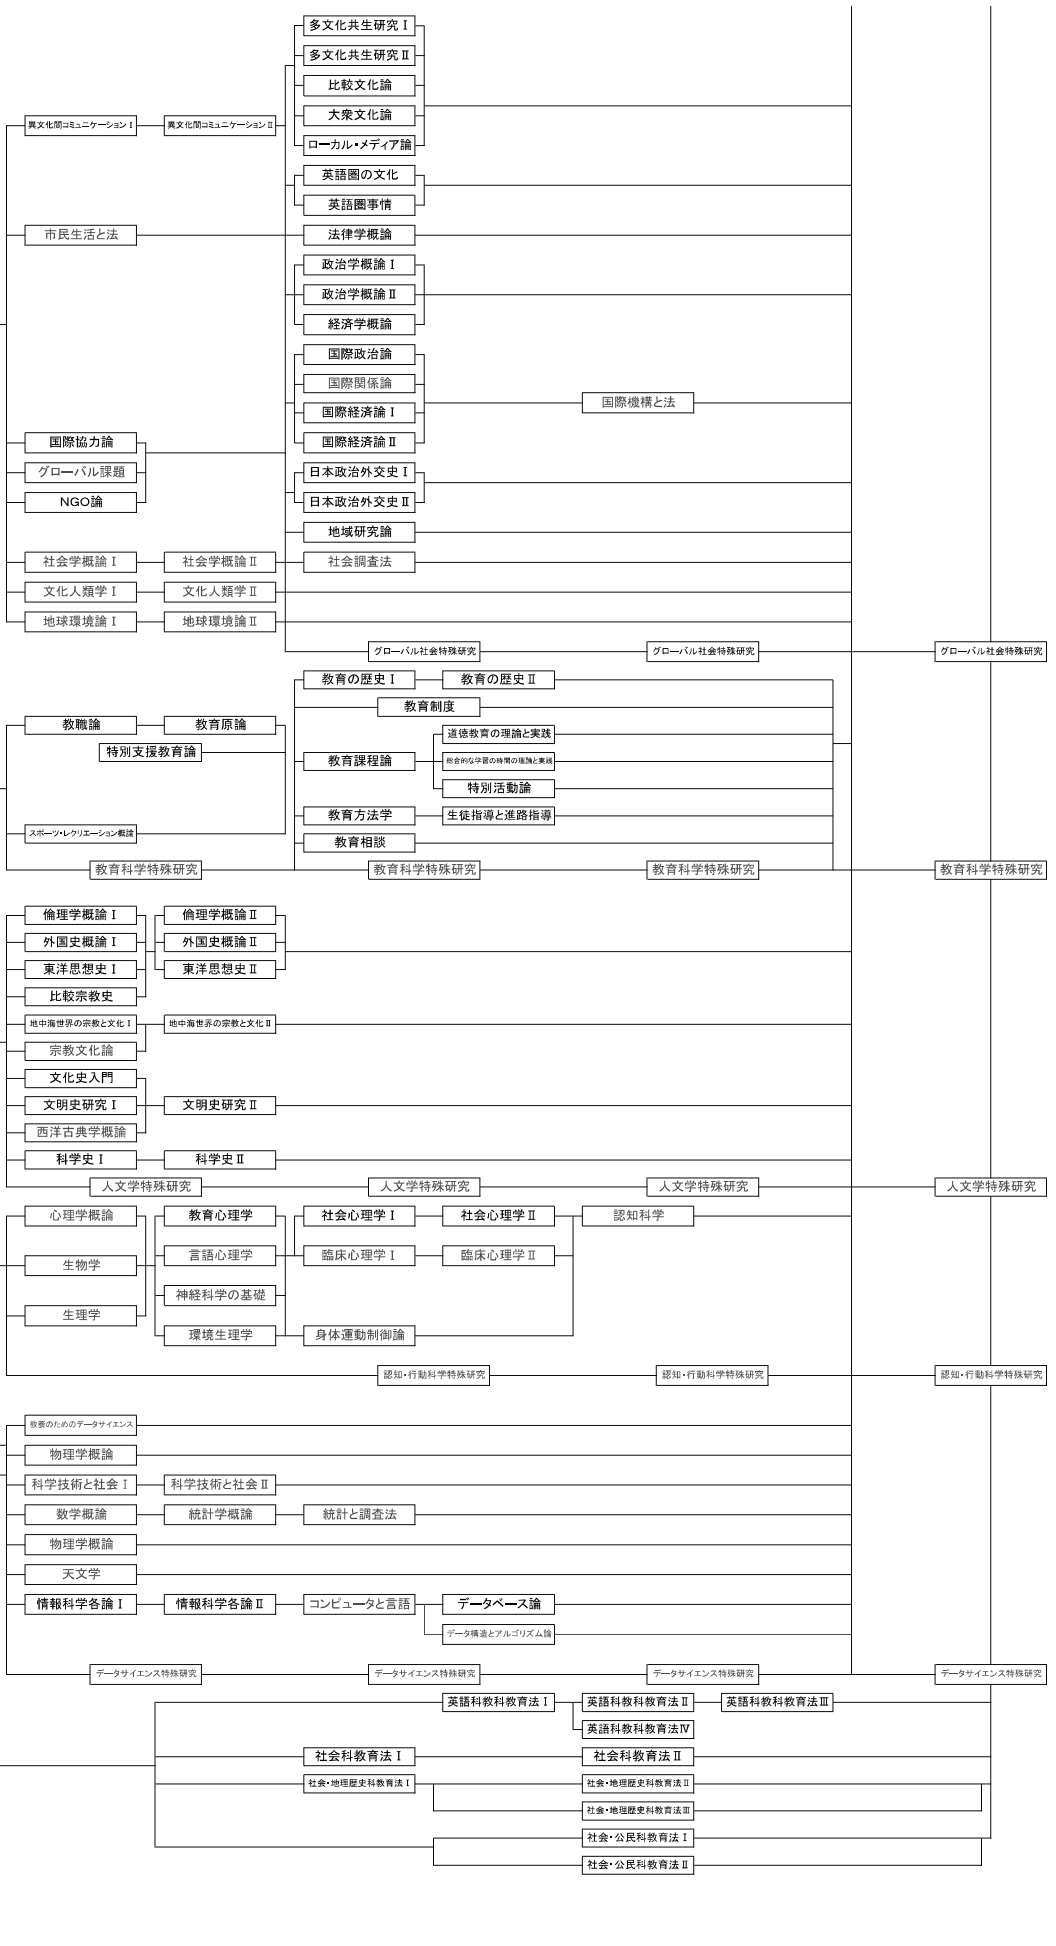 多文化共生研究Ⅰ
多文化共生研究Ⅱ
比較文化論
大衆文化論
異文化間コミュニケーションⅠ 異文化間コミュニケーションⅡ
ローカル・メディア論
英語圏の文化
英語圏事情
市民生活と法 法律学概論
政治学概論Ⅰ
政治学概論Ⅱ
経済学概論
国際政治論
国際関係論
国際機構と法
国際経済論Ⅰ
国際協力論 国際経済論Ⅱ
グローバル課題 日本政治外交史Ⅰ
NGO論 日本政治外交史Ⅱ
地域研究論
社会学概論Ⅰ 社会学概論Ⅱ 社会調査法
文化人類学Ⅰ 文化人類学Ⅱ
地球環境論Ⅰ 地球環境論Ⅱ
グローバル社会特殊研究 グローバル社会特殊研究 グローバル社会特殊研究
教育の歴史Ⅰ 教育の歴史Ⅱ
教育制度
教職論 教育原論
道徳教育の理論と実践
特別支援教育論
教育課程論 総合的な学習の時間の理論と実践
特別活動論
教育方法学 生徒指導と進路指導
スポーツ・レクリエーション概論
教育相談
教育科学特殊研究 教育科学特殊研究 教育科学特殊研究 教育科学特殊研究
倫理学概論Ⅰ 倫理学概論Ⅱ
外国史概論Ⅰ 外国史概論Ⅱ
東洋思想史Ⅰ 東洋思想史Ⅱ
比較宗教史
地中海世界の宗教と文化Ⅰ 地中海世界の宗教と文化Ⅱ
宗教文化論
文化史入門
文明史研究Ⅰ 文明史研究Ⅱ
西洋古典学概論
科学史Ⅰ 科学史Ⅱ
人文学特殊研究 人文学特殊研究 人文学特殊研究 人文学特殊研究
心理学概論 教育心理学 社会心理学Ⅰ 社会心理学Ⅱ 認知科学
生物学 言語心理学 臨床心理学Ⅰ 臨床心理学Ⅱ
神経科学の基礎
生理学
環境生理学 身体運動制御論
認知・行動科学特殊研究 認知・行動科学特殊研究 認知・行動科学特殊研究
教養のためのデータサイエンス
物理学概論
科学技術と社会Ⅰ 科学技術と社会Ⅱ
数学概論 統計学概論 統計と調査法
物理学概論
天文学
情報科学各論Ⅰ 情報科学各論Ⅱ コンピュータと言語 データベース論
データ構造とアルゴリズム論
データサイエンス特殊研究 データサイエンス特殊研究 データサイエンス特殊研究 データサイエンス特殊研究
英語科教科教育法Ⅰ 英語科教科教育法Ⅱ 英語科教科教育法Ⅲ
英語科教科教育法Ⅳ
社会科教育法Ⅰ 社会科教育法Ⅱ
社会・地理歴史科教育法Ⅰ 社会・地理歴史科教育法Ⅱ
社会・地理歴史科教育法Ⅲ
社会・公民科教育法Ⅰ
社会・公民科教育法Ⅱ